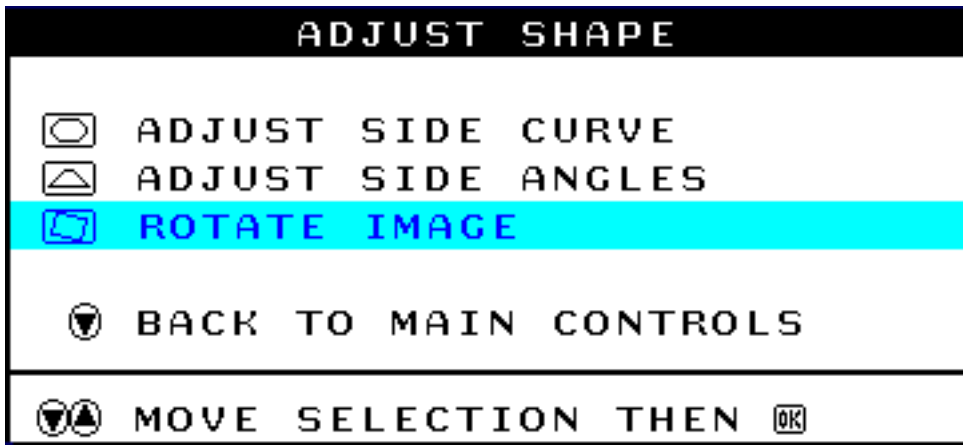 ADJUST SHAPE
ADJUST SIDE CURVE
ADJUST SIDE ANGLES
ROTATE IMAGE
BACK TO MAIN CONTROLS
MOVE SELECTION THEN OK